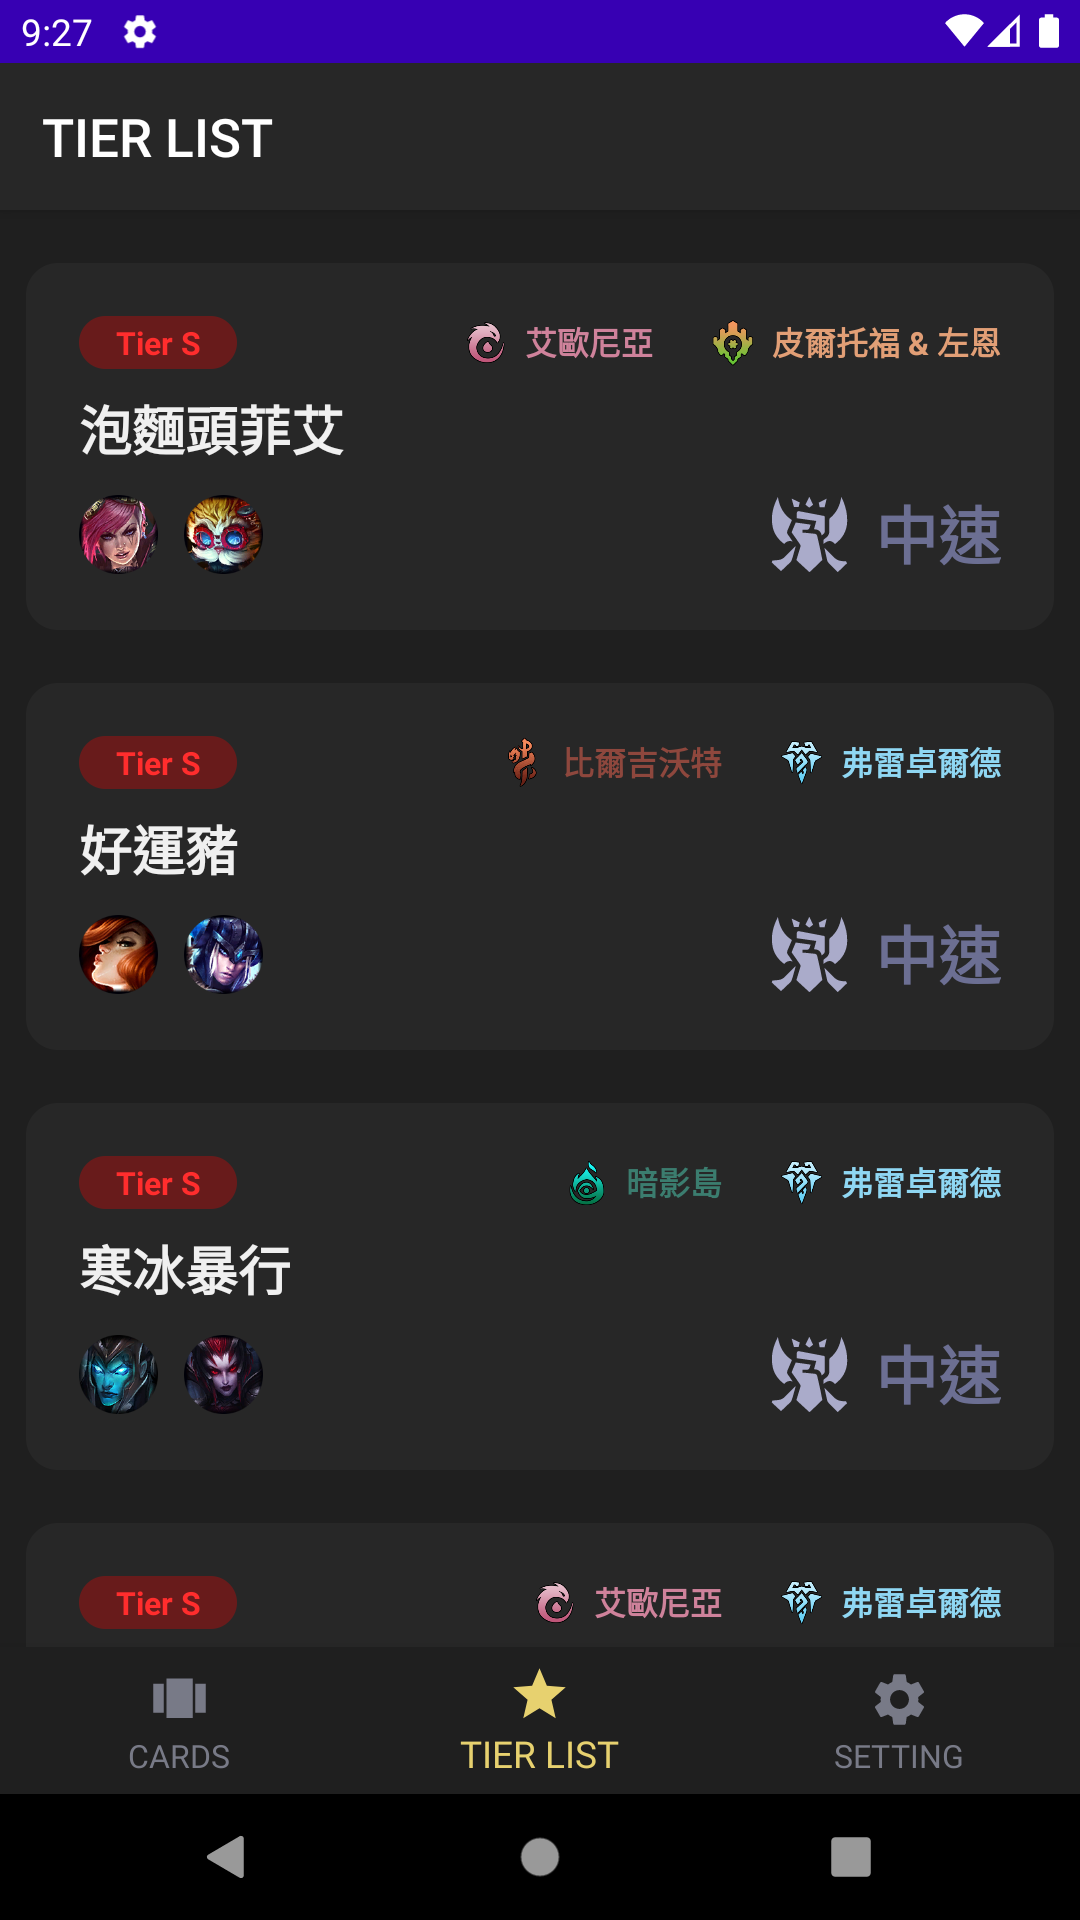 9:27
TIER LIST
Tier S 艾歐尼亞 皮爾托福 & 左恩
泡麵頭菲艾
中速
Tier S 比爾吉沃特 弗雷卓爾德
好運豬
中速
Tier S 暗影島 弗雷卓爾德
寒冰暴行
中速
Tier S 艾歐尼亞 弗雷卓爾德
CARDS TIER LIST SETTING